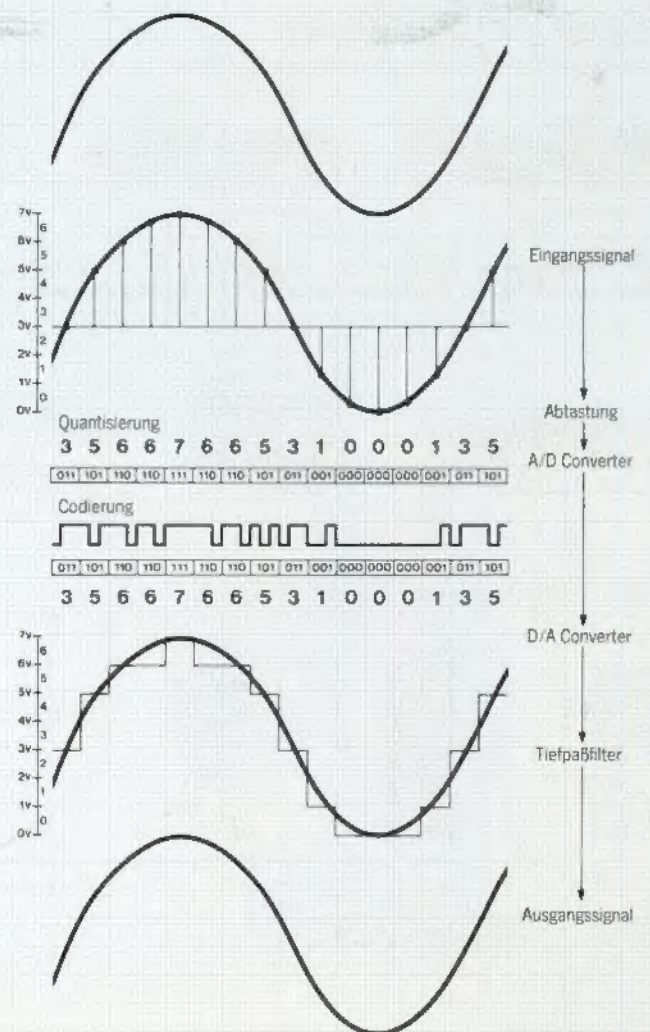 7V
6
6V
5
5V
4
4V
3
3V
2
2V
1
1V
0
0V
Eingangssignal
Abtastung
Quantisierung
3 5 6 6 7 6 6 5 3 1 0 0 0 1 3 5
A/D Converter
011 101 110 110 111 110 110 101 011 001 000 000 000 001 011 101
Codierung
011 101 110 110 111 110 110 101 011 001 000 000 000 001 011 101
3 5 6 6 7 6 6 5 3 1 0 0 0 1 3 5
D/A Converter
7V
6
6V
5
5V
4
4V
3
3V
2
2V
1
1V
0
0V
Tiefpaßfilter
Ausgangssignal